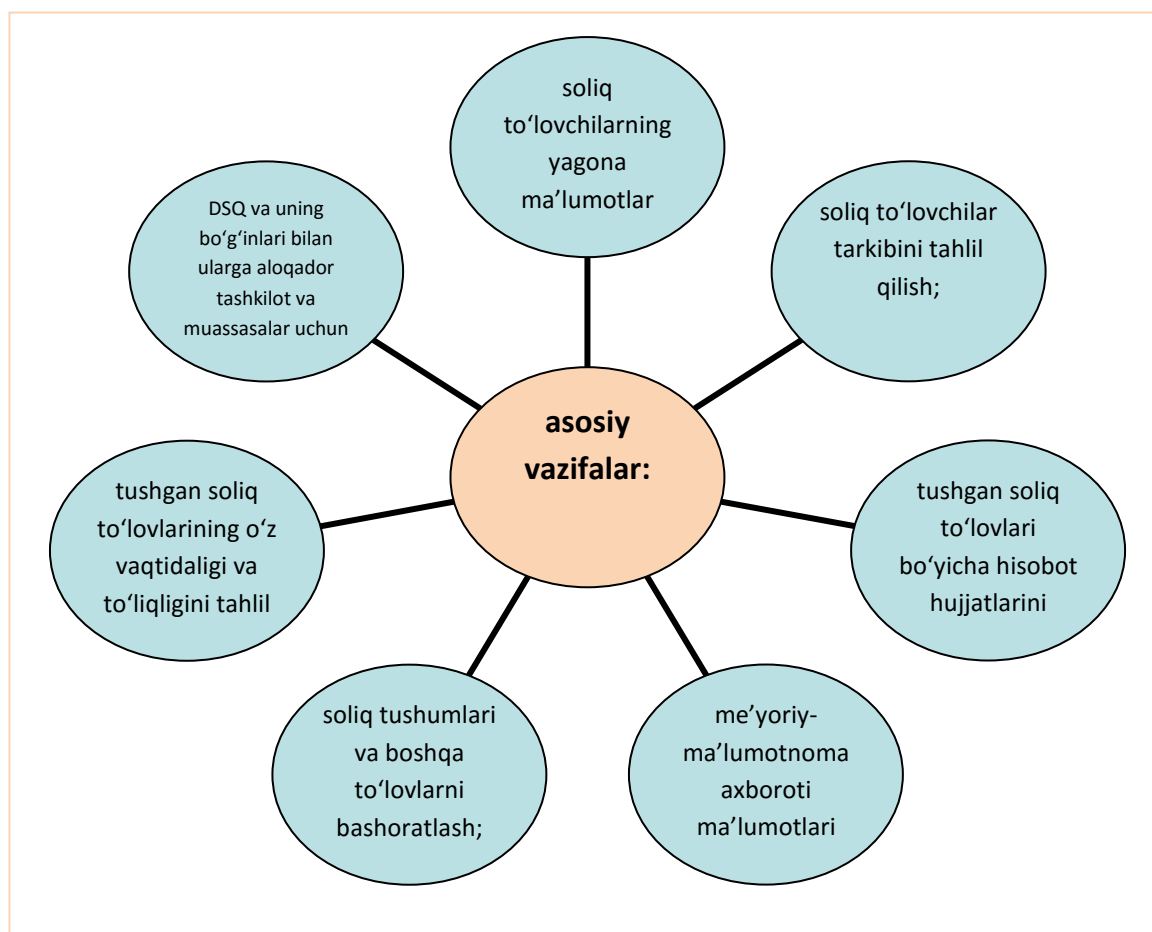 soliq
to‘lovchilarning
yagona
ma’lumotlar
soliq to‘lovchilar
tarkibini tahlil
qilish;
tushgan soliq
to‘lovlari
bo‘yicha hisobot
hujjatlarini
me’yoriy-
ma’lumotnoma
axboroti
ma’lumotlari
soliq tushumlari
va boshqa
to‘lovlarni
bashoratlash;
tushgan soliq
to‘lovlarining o‘z
vaqtidaligi va
to‘liqligini tahlil
DSQ va uning
bo‘g‘inlari bilan
ularga aloqador
tashkilot va
muassasalar uchun
asosiy
vazifalar: